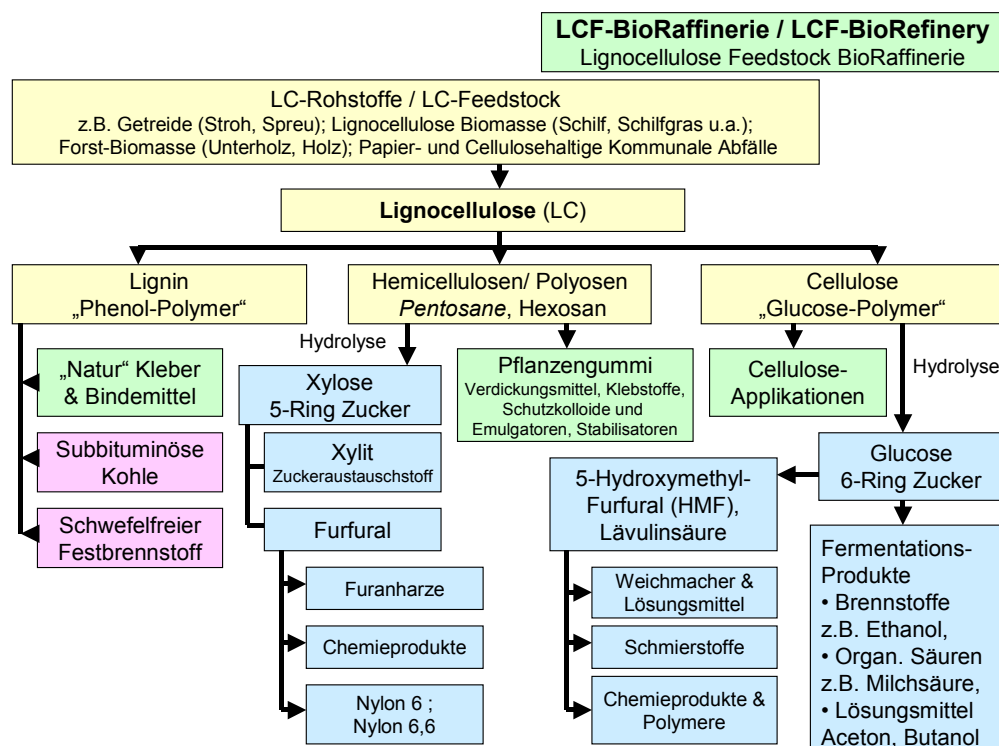 LCF-BioRaffinerie / LCF-BioRefinery
Lignocellulose Feedstock BioRaffinerie
LC-Rohstoffe / LC-Feedstock
z.B. Getreide (Stroh, Spreu); Lignocellulose Biomasse (Schilf, Schilfgras u.a.);
Forst-Biomasse (Unterholz, Holz); Papier- und Cellulosehaltige Kommunale Abfälle
Lignocellulose (LC)
Lignin
„Phenol-Polymer“
Hemicellulosen/ Polyosen
Pentosane, Hexosan
Cellulose
„Glucose-Polymer“
Hydrolyse
Hydrolyse
„Natur“ Kleber
& Bindemittel
Subbituminöse
Kohle
Schwefelfreier
Festbrennstoff
Xylose
5-Ring Zucker
Xylit
Zuckeraustauschstoff
Furfural
Furanharze
Chemieprodukte
Nylon 6 ;
Nylon 6,6
Pflanzengummi
Verdickungsmittel, Klebstoffe,
Schutzkolloide und
Emulgatoren, Stabilisatoren
Cellulose-
Applikationen
Glucose
6-Ring Zucker
5-Hydroxymethyl-
Furfural (HMF),
Lävulinsäure
Weichmacher &
Lösungsmittel
Schmierstoffe
Chemieprodukte &
Polymere
Fermentations-
Produkte
• Brennstoffe
z.B. Ethanol,
• Organ. Säuren
z.B. Milchsäure,
• Lösungsmittel
Aceton, Butanol